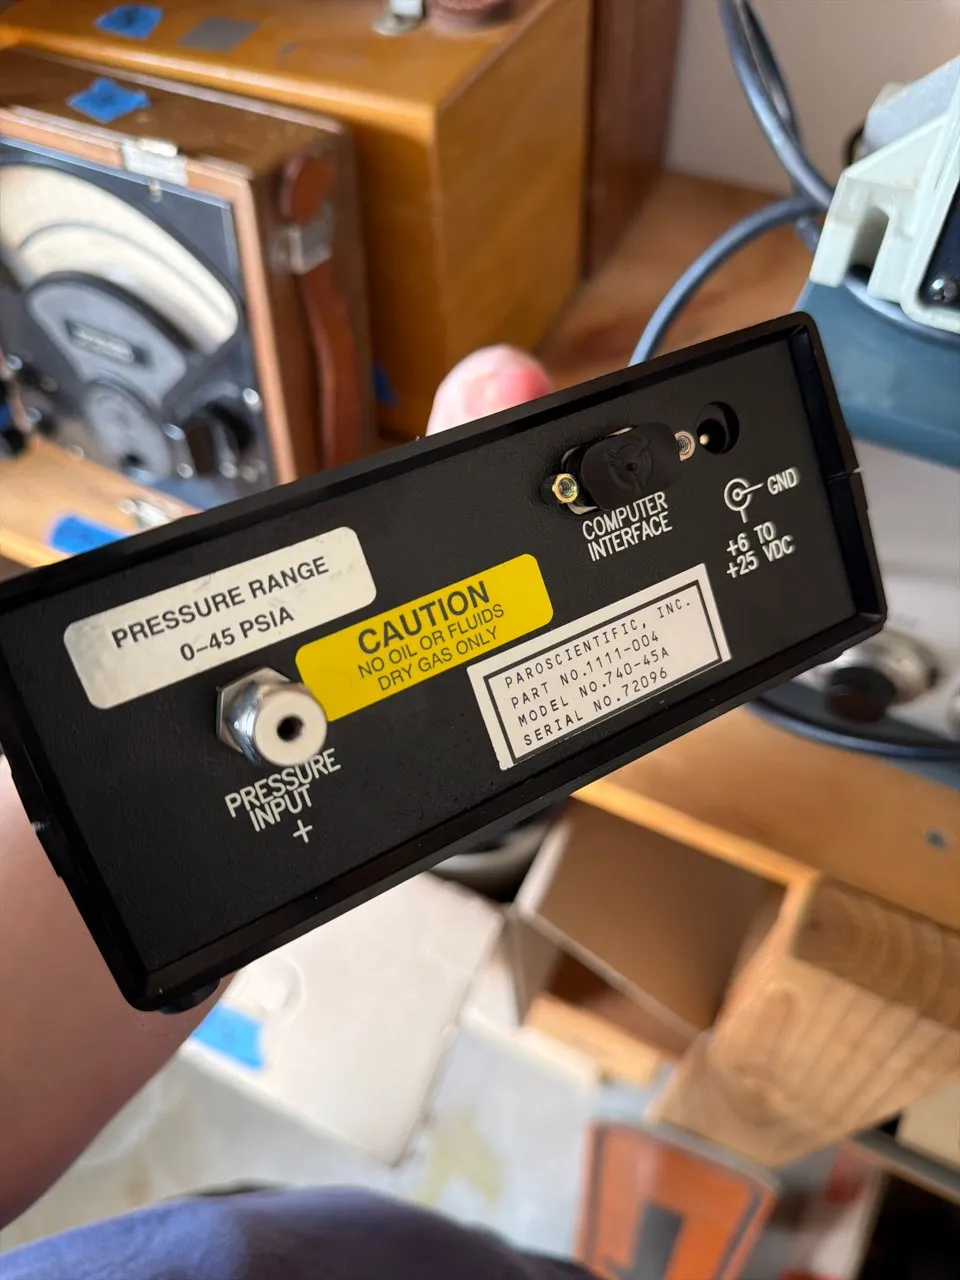 PRESSURE RANGE
0-45 PSIA
CAUTION
NO OIL OR FLUIDS
DRY GAS ONLY
COMPUTER
INTERFACE
GND
+6 TO
+25 VDC
PAROSCIENTIFIC, INC.
PART NO.1111-004
MODEL NO.740-45A
SERIAL NO.72096
PRESSURE
INPUT
+